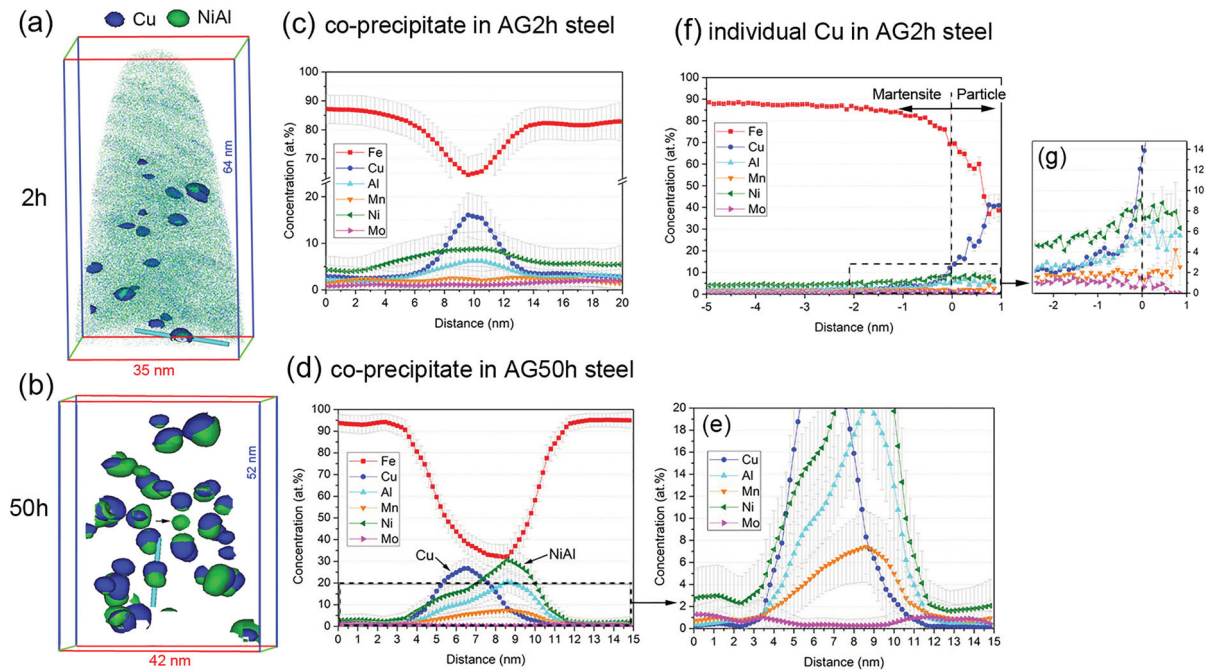 (a) Cu NiAl
2h
64 nm
35 nm
(b)
50h
52 nm
42 nm
(c) co-precipitate in AG2h steel
Concentration (at.%)
100
90
80
70
20
10
0
Fe
Cu
Al
Mn
Ni
Mo
0 2 4 6 8 10 12 14 16 18 20
Distance (nm)
(d) co-precipitate in AG50h steel
Concentration (at.%)
100
90
80
70
60
50
40
30
20
10
0
Fe
Cu
Al
Mn
Ni
Mo
Cu
NiAl
0 1 2 3 4 5 6 7 8 9 10 11 12 13 14 15
Distance (nm)
(e)
Concentration (at.%)
20
18
16
14
12
10
8
6
4
2
0
Cu
Al
Mn
Ni
Mo
0 1 2 3 4 5 6 7 8 9 10 11 12 13 14 15
Distance (nm)
(f) individual Cu in AG2h steel
Concentration (at.%)
100
90
80
70
60
50
40
30
20
10
0
Martensite Particle
Fe
Cu
Al
Mn
Ni
Mo
-5 -4 -3 -2 -1 0 1
Distance (nm)
(g)
14
12
10
8
6
4
2
0
-2 -1 0 1
Distance (nm)